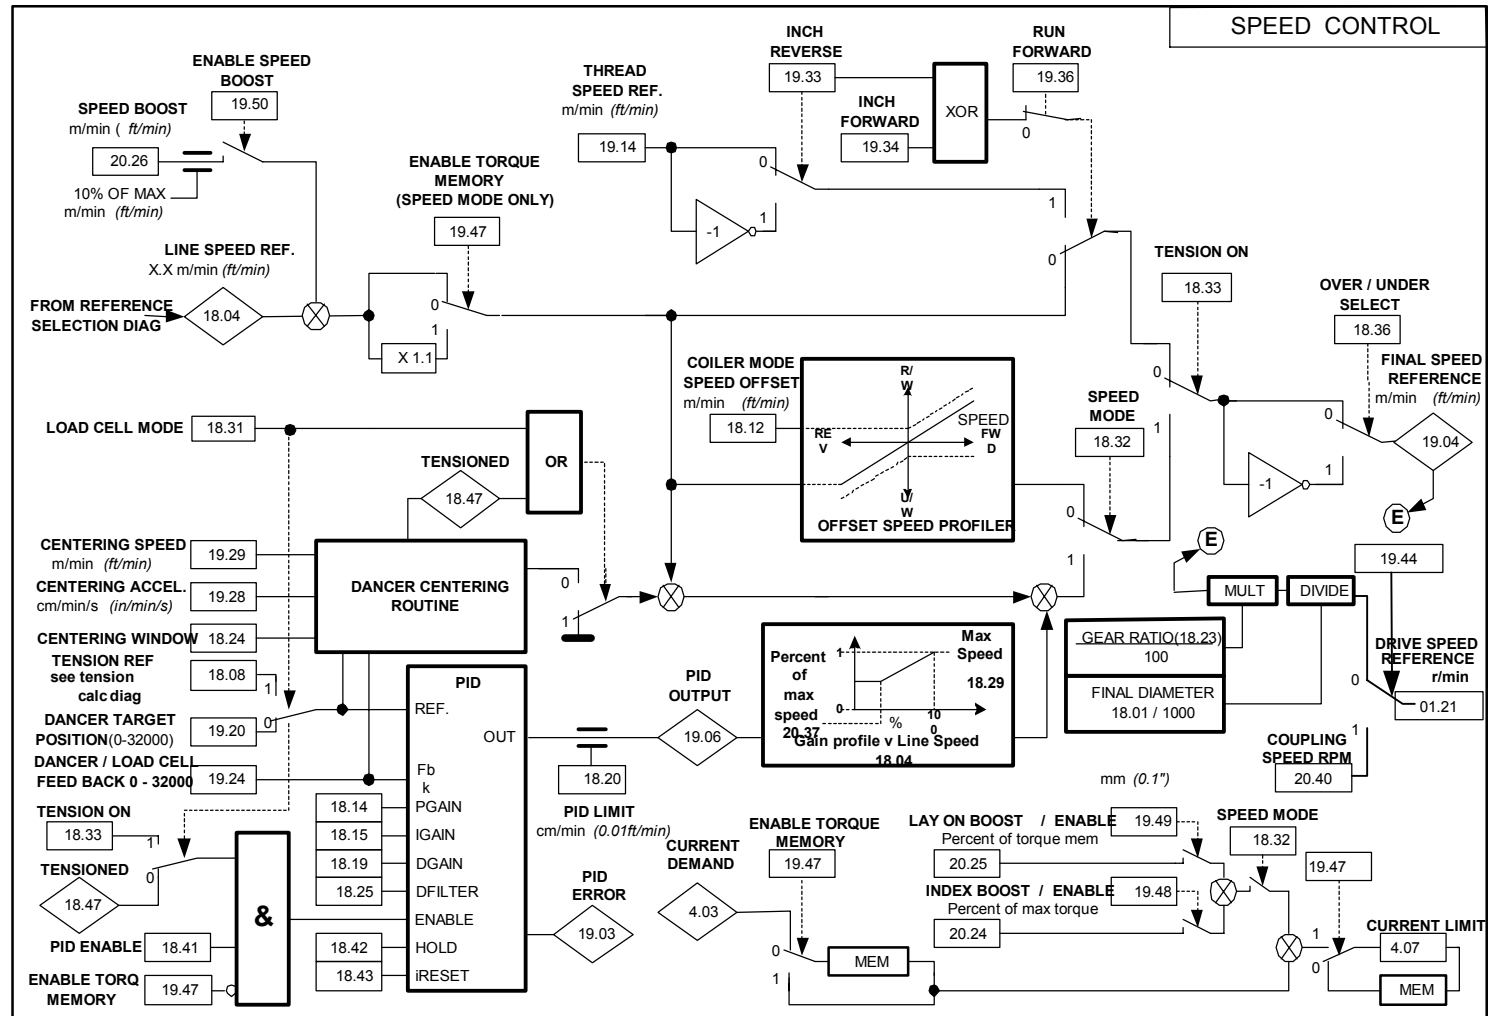 SPEED CONTROL
INCH
REVERSE
19.33
RUN
FORWARD
19.36
XOR
0
THREAD
SPEED REF.
m/min (ft/min)
19.14
INCH
FORWARD
19.34
0
1
-1
1
0
ENABLE SPEED
BOOST
19.50
SPEED BOOST
m/min ( ft/min)
20.26
10% OF MAX
m/min (ft/min)
ENABLE TORQUE
MEMORY
(SPEED MODE ONLY)
19.47
LINE SPEED REF.
X.X m/min (ft/min)
FROM REFERENCE
SELECTION DIAG
18.04
0
1
X 1.1
TENSION ON
18.33
0
1
OVER / UNDER
SELECT
18.36
FINAL SPEED
REFERENCE
m/min (ft/min)
19.04
0
1
-1
E
COILER MODE
SPEED OFFSET
m/min (ft/min)
18.12
R/
W
SPEED
RE
V
FW
D
U/
W
OFFSET SPEED PROFILER
SPEED
MODE
18.32
0
1
LOAD CELL MODE
18.31
OR
TENSIONED
18.47
CENTERING SPEED
m/min (ft/min)
19.29
CENTERING ACCEL.
cm/min/s (in/min/s)
19.28
CENTERING WINDOW
18.24
DANCER CENTERING
ROUTINE
0
1
TENSION REF
see tension
calc diag
18.08
1
DANCER TARGET
POSITION(0-32000)
19.20
0
DANCER / LOAD CELL
FEED BACK 0 - 32000
19.24
TENSION ON
18.33
1
TENSIONED
18.47
0
PID ENABLE
18.41
ENABLE TORQ
MEMORY
19.47
&
PID
REF.
OUT
Fb
k
18.14
PGAIN
18.15
IGAIN
18.19
DGAIN
18.25
DFILTER
ENABLE
18.42
HOLD
18.43
iRESET
18.20
PID LIMIT
cm/min (0.01ft/min)
PID
OUTPUT
19.06
PID
ERROR
19.03
Percent
of
max
speed
20.37
1
0
%
10
0
Max
Speed
18.29
Gain profile v Line Speed
18.04
E
MULT
DIVIDE
GEAR RATIO(18.23)
100
FINAL DIAMETER
18.01 / 1000
19.44
DRIVE SPEED
REFERENCE
r/min
0
01.21
1
COUPLING
SPEED RPM
20.40
mm (0.1")
CURRENT
DEMAND
4.03
ENABLE TORQUE
MEMORY
19.47
0
1
MEM
LAY ON BOOST / ENABLE
Percent of torque mem
19.49
20.25
INDEX BOOST / ENABLE
Percent of max torque
19.48
20.24
SPEED MODE
18.32
19.47
1
0
CURRENT LIMIT
4.07
MEM